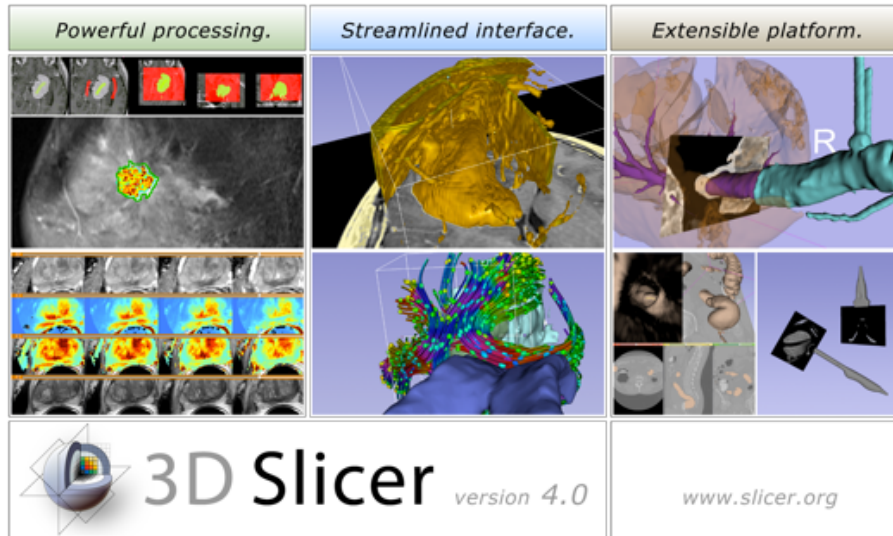 Powerful processing.
Streamlined interface.
Extensible platform.
R
3D Slicer version 4.0
www.slicer.org